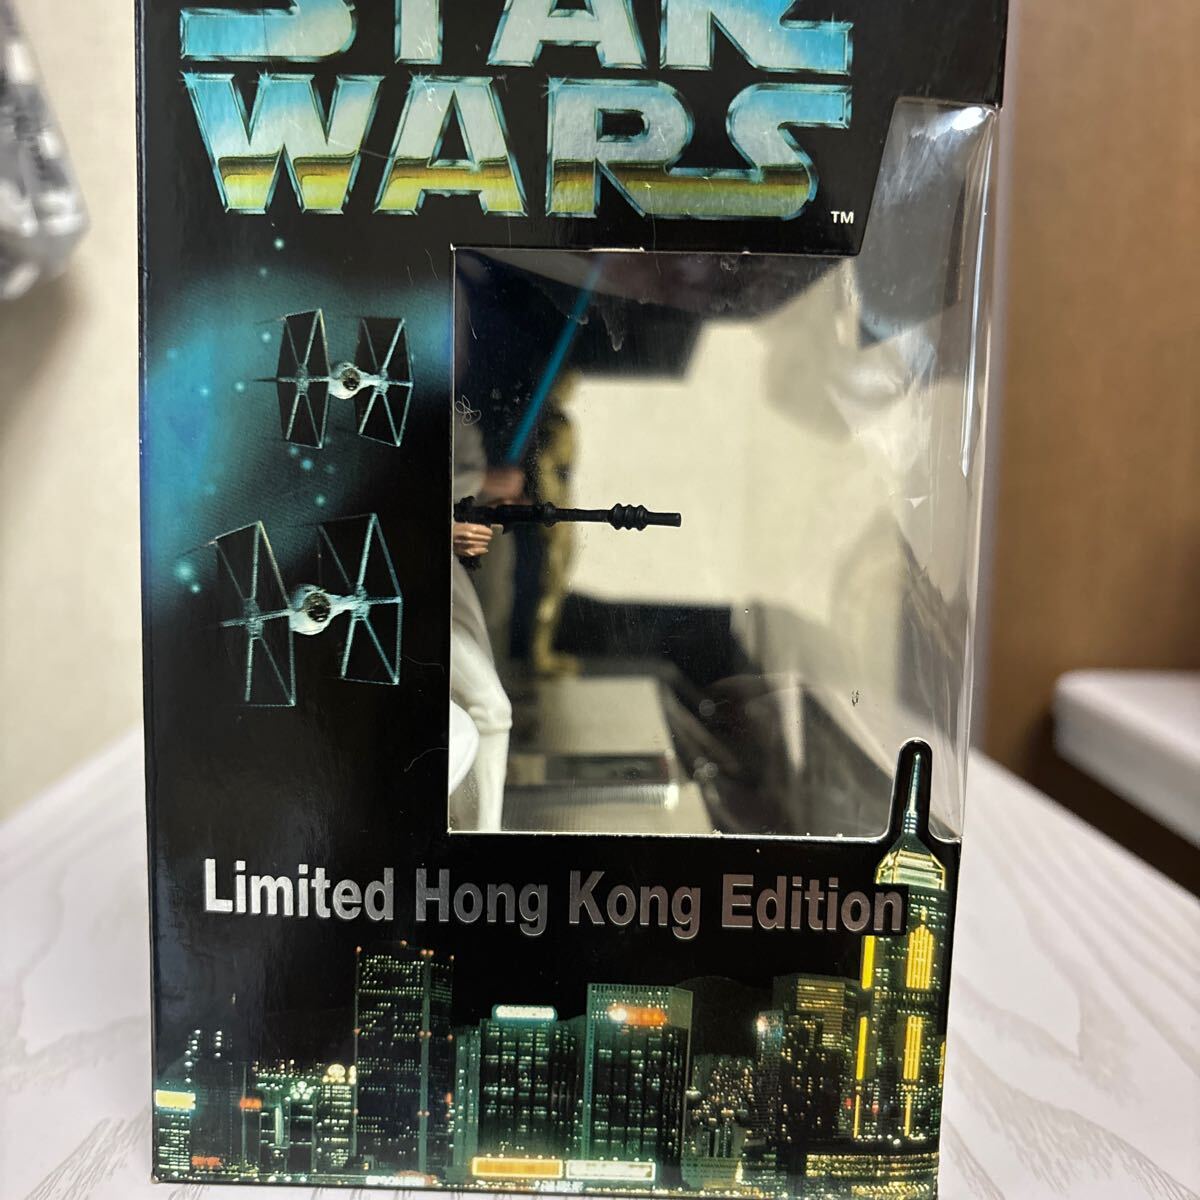 STAR
WARS
TM
Limited Hong Kong Edition